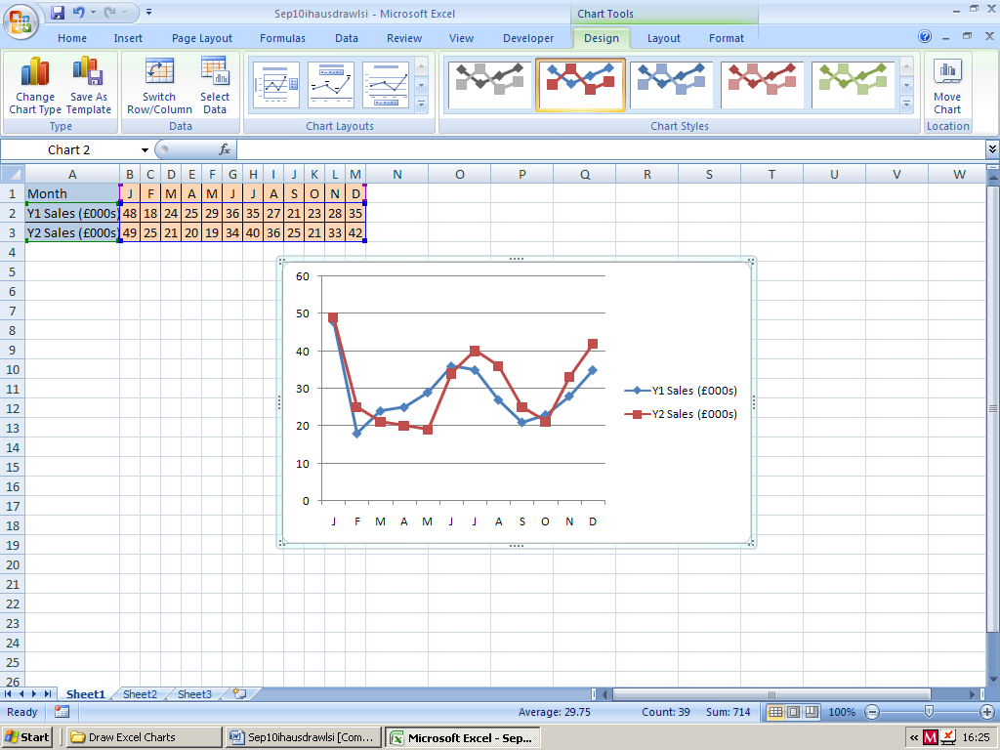 Sep10ihausdrawlsi - Microsoft Excel Chart Tools
Home Insert Page Layout Formulas Data Review View Developer Design Layout Format
Change Chart Type
Save As Template
Type
Switch Row/Column
Select Data
Data
Chart Layouts
Chart Styles
Move Chart
Location
Chart 2 fx
A B C D E F G H I J K L M N O P Q R S T U V W
1 Month J F M A M J J A S O N D
2 Y1 Sales (£000s) 48 18 24 25 29 36 35 27 21 23 28 35
3 Y2 Sales (£000s) 49 25 21 20 19 34 40 36 25 21 33 42
4
5
6
7
8
9
10
11
12
13
14
15
16
17
18
19
20
21
22
23
24
25
26
60
50
40
30
20
10
0
J F M A M J J A S O N D
Y1 Sales (£000s)
Y2 Sales (£000s)
Sheet1 Sheet2 Sheet3
Ready Average: 29.75 Count: 39 Sum: 714 100%
Start Draw Excel Charts Sep10ihausdrawlsi [Com... Microsoft Excel - Sep... « M 16:25